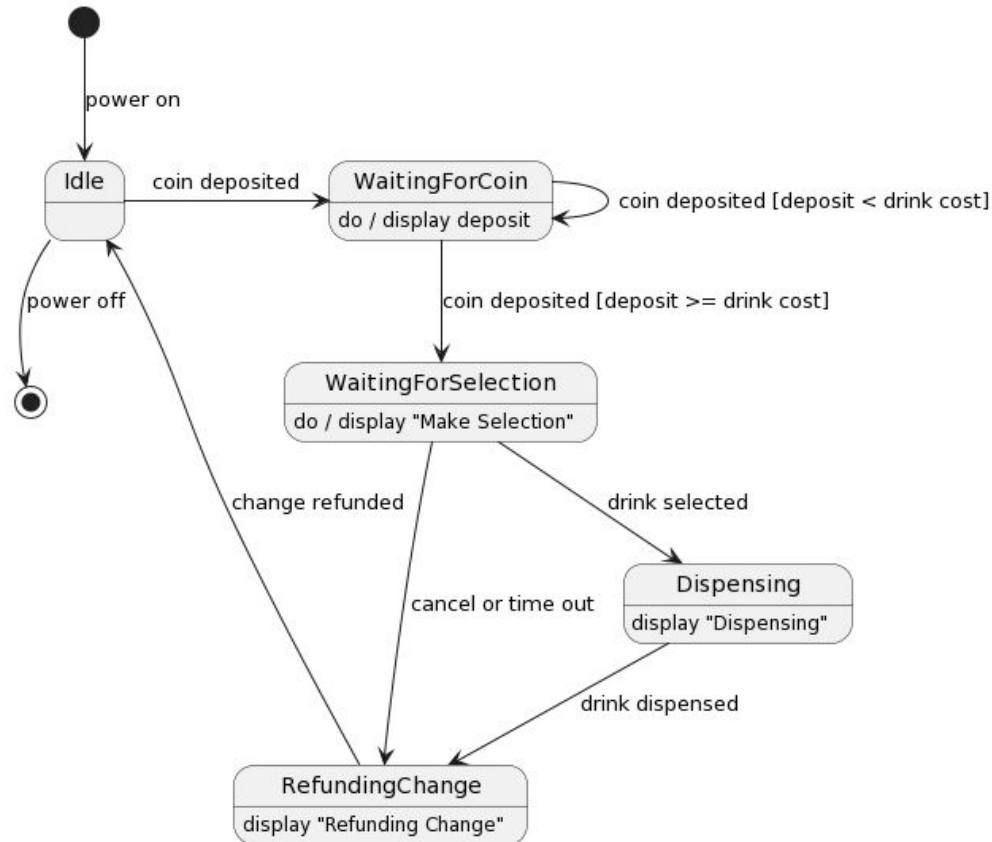 power on
Idle
coin deposited
WaitingForCoin
do / display deposit
coin deposited [deposit < drink cost]
power off
coin deposited [deposit >= drink cost]
WaitingForSelection
do / display "Make Selection"
change refunded
drink selected
cancel or time out
Dispensing
display "Dispensing"
drink dispensed
RefundingChange
display "Refunding Change"